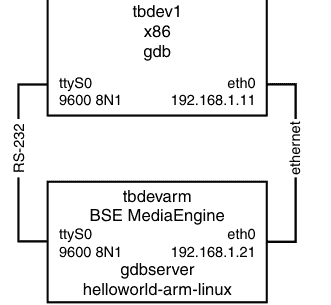 tbdev1
x86
gdb
ttyS0 eth0
9600 8N1 192.168.1.11
RS-232
ethernet
tbdevarm
BSE MediaEngine
ttyS0 eth0
9600 8N1 192.168.1.21
gdbserver
helloworld-arm-linux